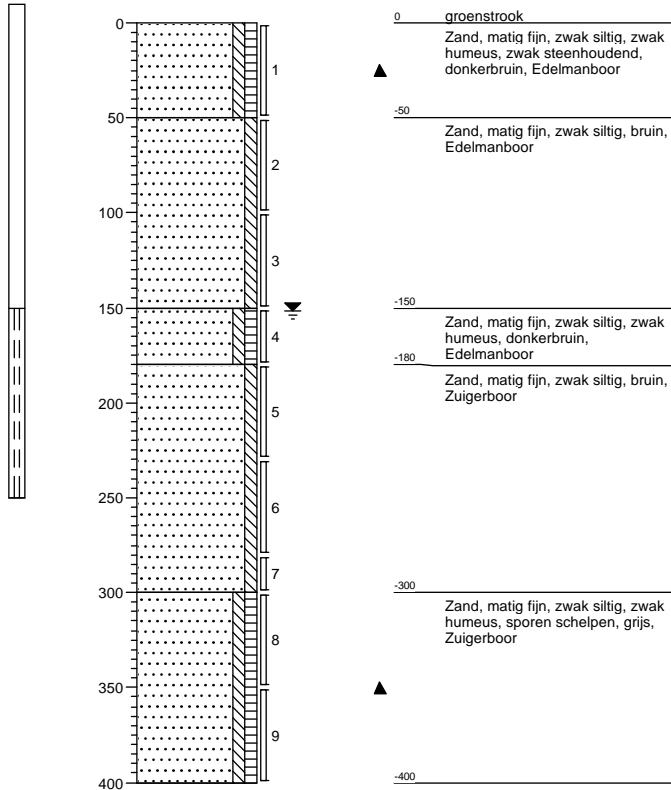 0
50
100
150
200
250
300
350
400
1
2
3
4
5
6
7
8
9
0
groenstrook
Zand, matig fijn, zwak siltig, zwak
humeus, zwak steenhoudend,
donkerbruin, Edelmanboor
-50
Zand, matig fijn, zwak siltig, bruin,
Edelmanboor
-150
Zand, matig fijn, zwak siltig, zwak
humeus, donkerbruin,
Edelmanboor
-180
Zand, matig fijn, zwak siltig, bruin,
Zuigerboor
-300
Zand, matig fijn, zwak siltig, zwak
humeus, sporen schelpen, grijs,
Zuigerboor
-400